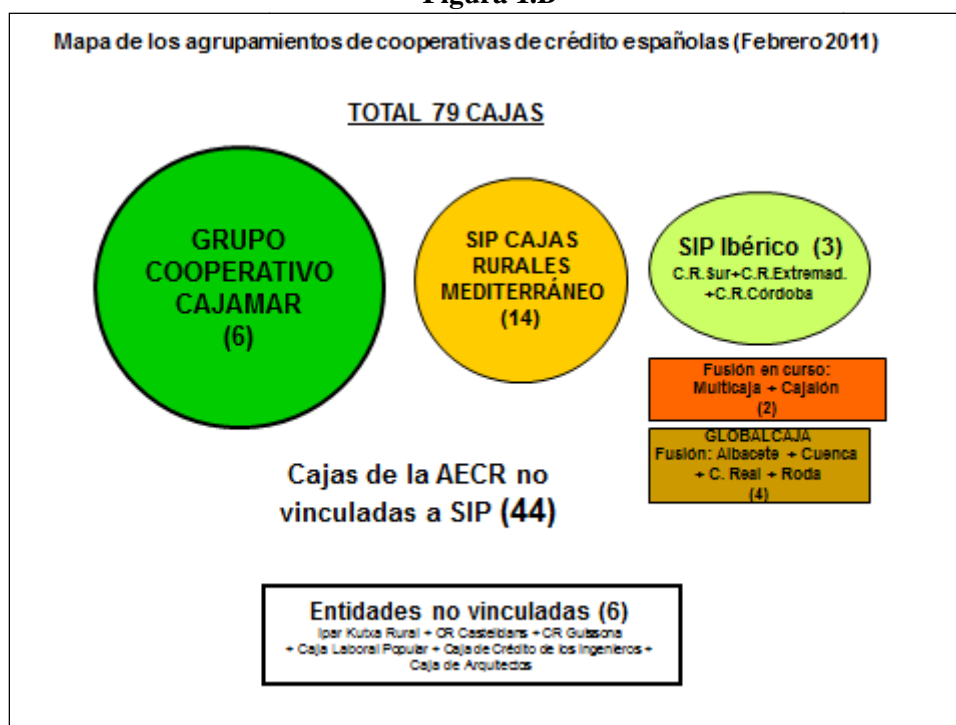 Figura 1.B
Mapa de los agrupamientos de cooperativas de crédito españolas (Febrero 2011)
TOTAL 79 CAJAS
GRUPO
COOPERATIVO
CAJAMAR
(6)
SIP CAJAS
RURALES
MEDITERRÁNEO
(14)
SIP Ibérico (3)
C.R.Sur+C.R.Extremad.
+C.R.Córdoba
Fusión en curso:
Multicaja + Cajalón
(2)
GLOBALCAJA
Fusión: Albacete + Cuenca
+ C. Real + Roda
(4)
Cajas de la AECR no
vinculadas a SIP (44)
Entidades no vinculadas (6)
Ipar Kutxa Rural + CR Casteldans + CR Guissona
+ Caja Laboral Popular + Caja de Crédito de los Ingenieros +
Caja de Arquitectos